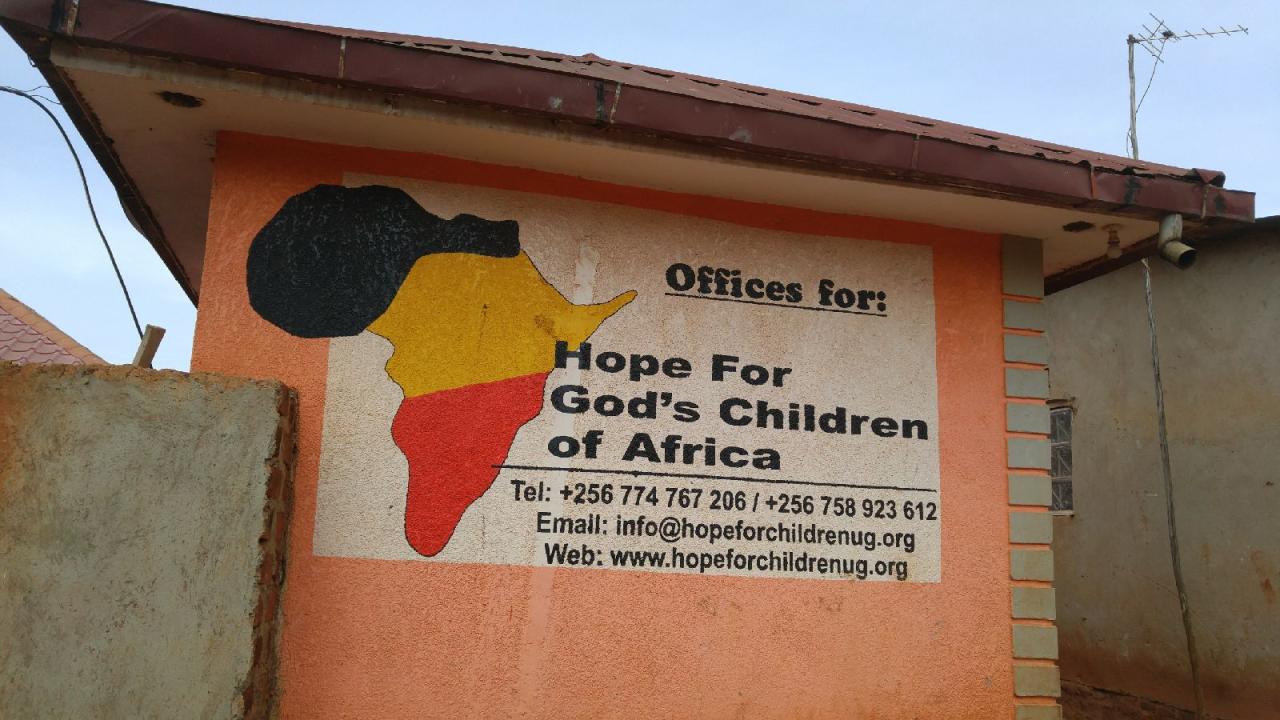 Offices for:
Hope For
God's Children
of Africa
Tel: +256 774 767 206 / +256 758 923 612
Email: info@hopeforchildrenug.org
Web: www.hopeforchildrenug.org